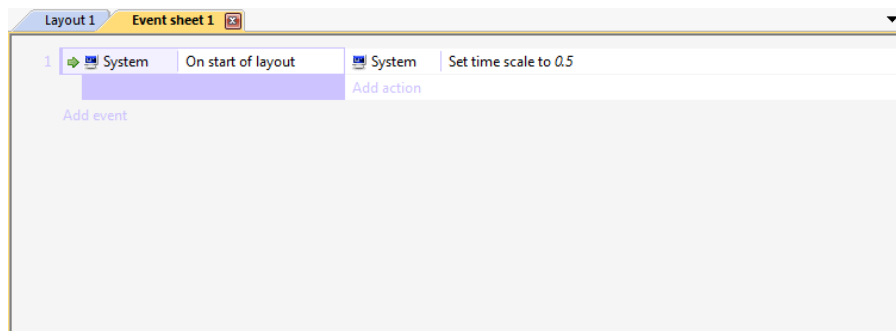 Layout 1 Event sheet 1
1 System On start of layout System Set time scale to 0.5
Add action
Add event